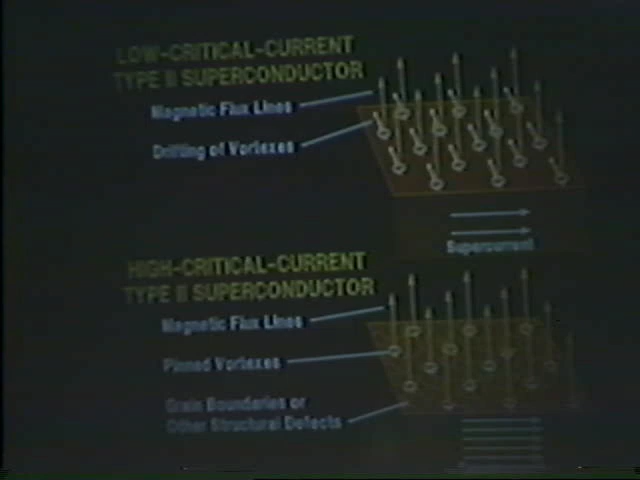 LOW-CRITICAL-CURRENT
TYPE II SUPERCONDUCTOR
Magnetic Flux Lines
Drifting of Vortexes
Supercurrent
HIGH-CRITICAL-CURRENT
TYPE II SUPERCONDUCTOR
Magnetic Flux Lines
Pinned Vortexes
Grain Boundaries or
Other Structural Defects